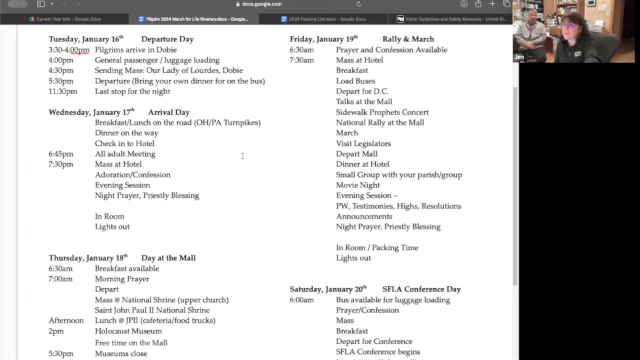 docs.google.com
Current Year Info - Google Drive
Pilgrim 2024 March for Life Itinerary.docx - Google Docs
2024 Packing List.docx - Google Docs
Visitor Guidelines and Safety Measures - United St...
Tuesday, January 16th Departure Day
3:30-4:00pm Pilgrims arrive in Dobie
4:00pm General passenger / luggage loading
4:30pm Sending Mass: Our Lady of Lourdes, Dobie
5:30pm Departure (Bring your own dinner for on the bus)
11:30pm Last stop for the night
Wednesday, January 17th Arrival Day
Breakfast/Lunch on the road (OH/PA Turnpikes)
Dinner on the way
Check in to Hotel
6:45pm All adult Meeting
7:30pm Mass at Hotel
Adoration/Confession
Evening Session
Night Prayer, Priestly Blessing
In Room
Lights out
Thursday, January 18th Day at the Mall
6:30am Breakfast available
7:00am Morning Prayer
Depart
Mass @ National Shrine (upper church)
Saint John Paul II National Shrine
Afternoon Lunch @ JPII (cafeteria/food trucks)
2pm Holocaust Museum
Free time on the Mall
5:30pm Museums close
Friday, January 19th Rally & March
6:30am Prayer and Confession Available
7:30am Mass at Hotel
Breakfast
Load Buses
Depart for D.C.
Talks at the Mall
Sidewalk Prophets Concert
National Rally at the Mall
March
Visit Legislators
Depart Mall
Dinner at Hotel
Small Group with your parish/group
Movie Night
Evening Session –
PW, Testimonies, Highs, Resolutions
Announcements
Night Prayer, Priestly Blessing
In Room / Packing Time
Lights out
Saturday, January 20th SFLA Conference Day
6:00am Bus available for luggage loading
Prayer/Confession
Mass
Breakfast
Depart for Conference
SFLA Conference begins
Jen